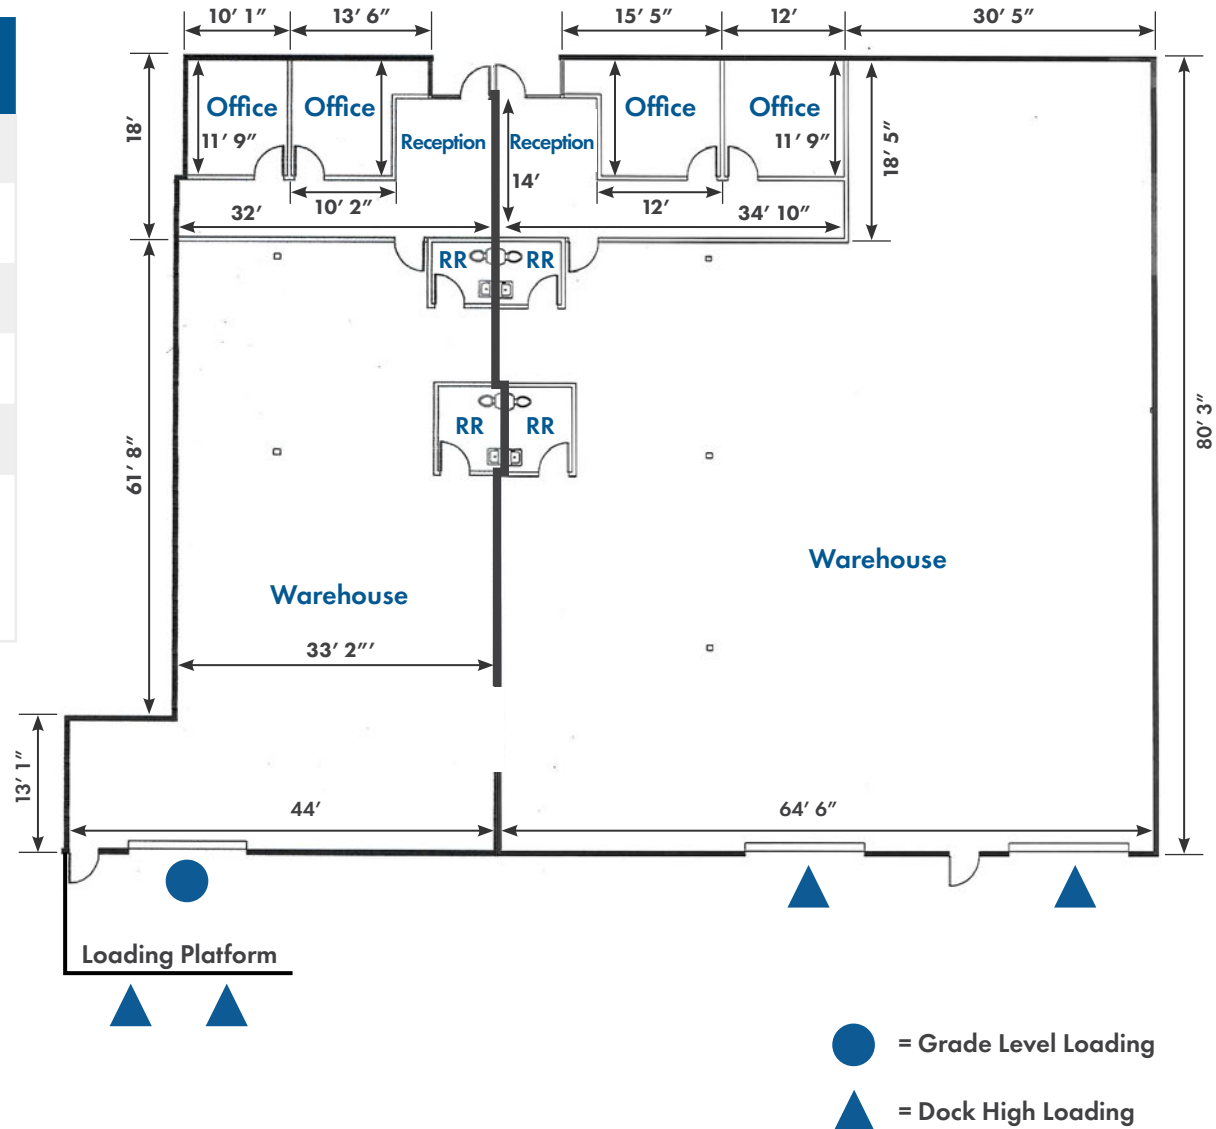 10′ 1″
13′ 6″
15′ 5″
12′
30′ 5″
Office
Office
Office
Office
18′
11′ 9″
Reception
Reception
11′ 9″
18′ 5″
14′
32′
10′ 2″
12′
34′ 10″
RR
RR
RR
RR
61′ 8″
80′ 3″
Warehouse
Warehouse
33′ 2″′
13′ 1″
44′
64′ 6″
Loading Platform
= Grade Level Loading
= Dock High Loading